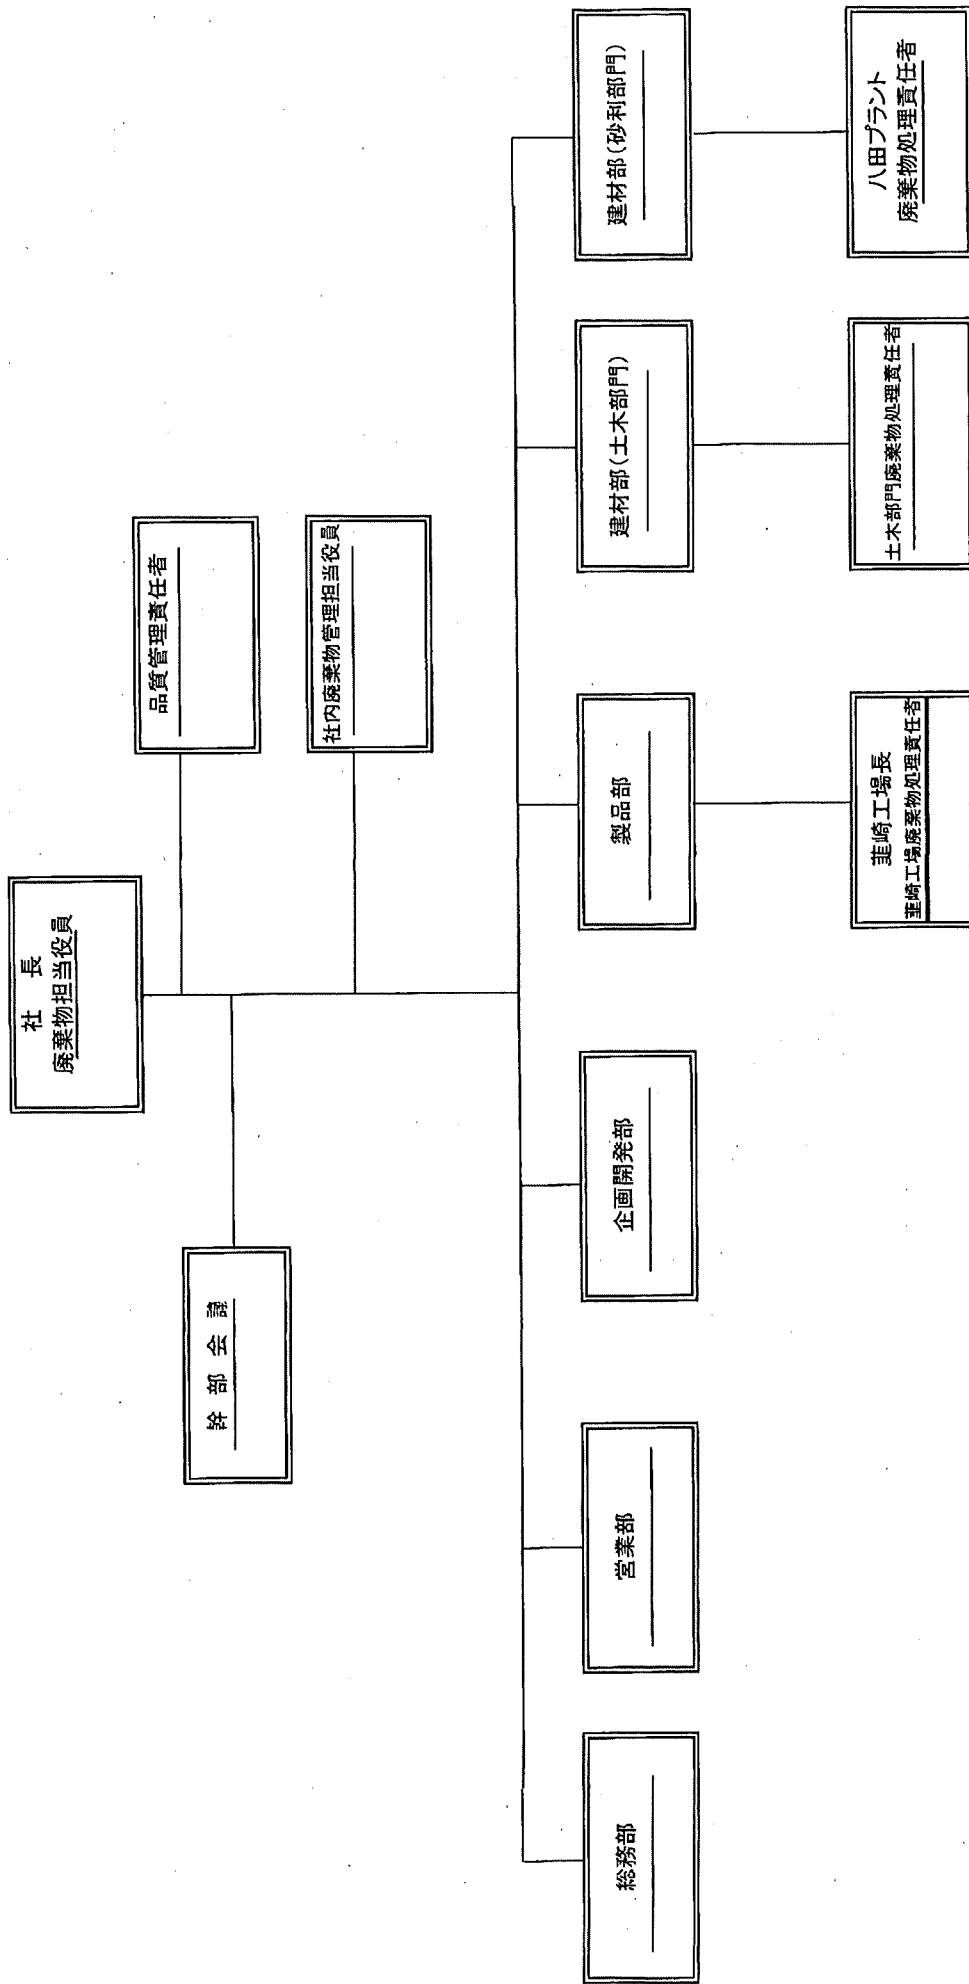 社　長
廃棄物担当役員
品質管理責任者
幹 部 会 議
社内廃棄物管理担当役員
総務部
営業部
企画開発部
製品部
建材部(土木部門)
建材部(砂利部門)
韮崎工場長
韮崎工場廃棄物処理責任者
土木部門廃棄物処理責任者
八田プラント
廃棄物処理責任者